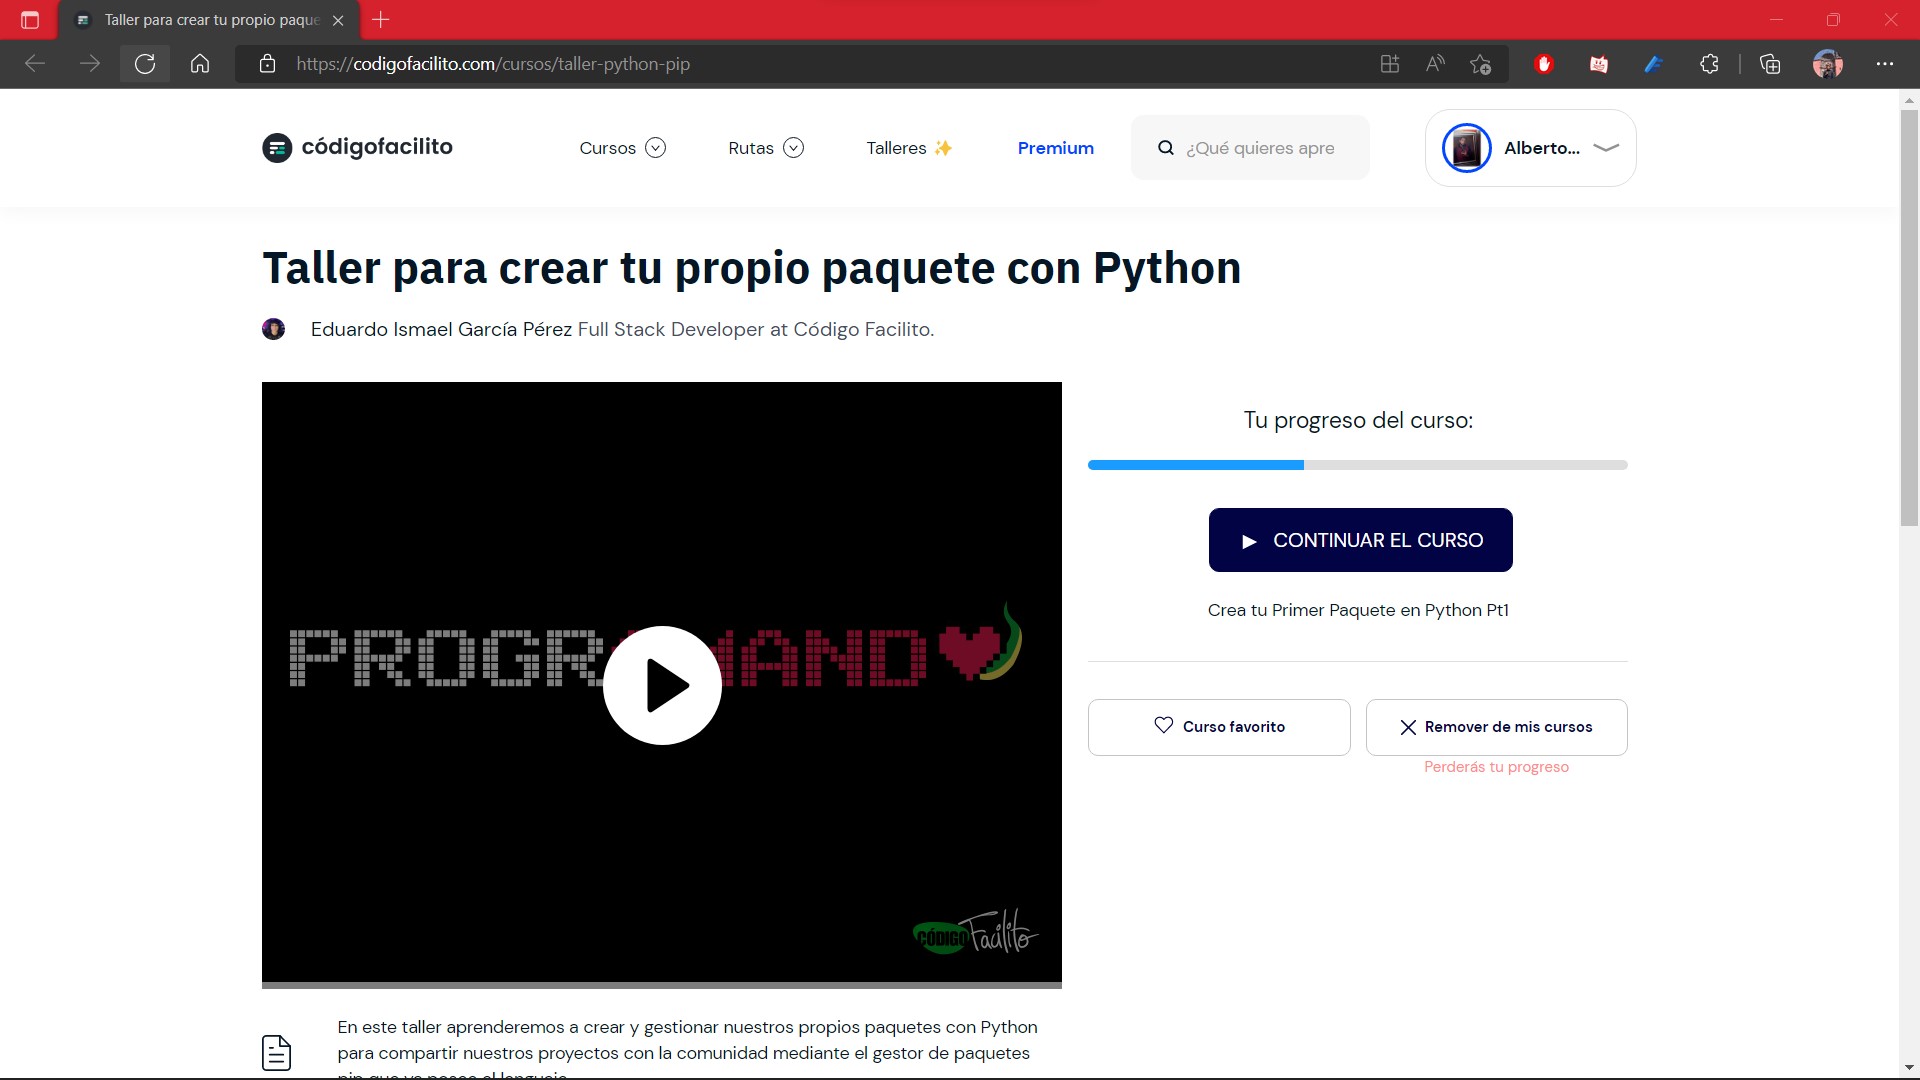 Taller para crear tu propio paque
https://codigofacilito.com/cursos/taller-python-pip
códigofacilito
Cursos
Rutas
Talleres ✨
Premium
¿Qué quieres apre
Alberto...
Taller para crear tu propio paquete con Python
Eduardo Ismael García Pérez Full Stack Developer at Código Facilito.
Tu progreso del curso:
▶ CONTINUAR EL CURSO
Crea tu Primer Paquete en Python Pt1
Curso favorito
Remover de mis cursos
Perderás tu progreso
CÓDIGO Facilito
En este taller aprenderemos a crear y gestionar nuestros propios paquetes con Python
para compartir nuestros proyectos con la comunidad mediante el gestor de paquetes